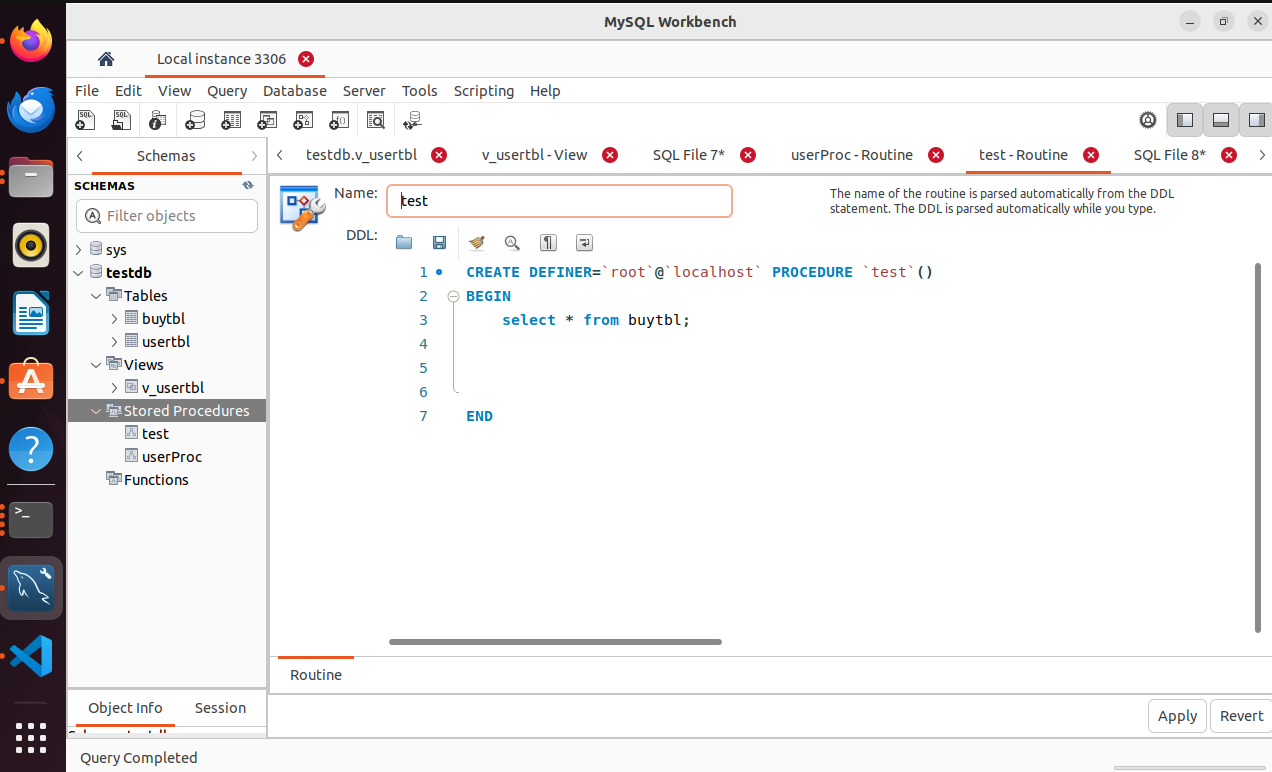 MySQL Workbench
Local instance 3306
File Edit View Query Database Server Tools Scripting Help
Schemas
testdb.v_usertbl v_usertbl - View SQL File 7* userProc - Routine test - Routine SQL File 8*
SCHEMAS
Filter objects
sys
testdb
Tables
buytbl
usertbl
Views
v_usertbl
Stored Procedures
test
userProc
Functions
Name: test
The name of the routine is parsed automatically from the DDL
statement. The DDL is parsed automatically while you type.
DDL:
1 CREATE DEFINER=`root`@`localhost` PROCEDURE `test`()
2 BEGIN
3 select * from buytbl;
4
5
6
7 END
Routine
Object Info Session
Apply Revert
Query Completed